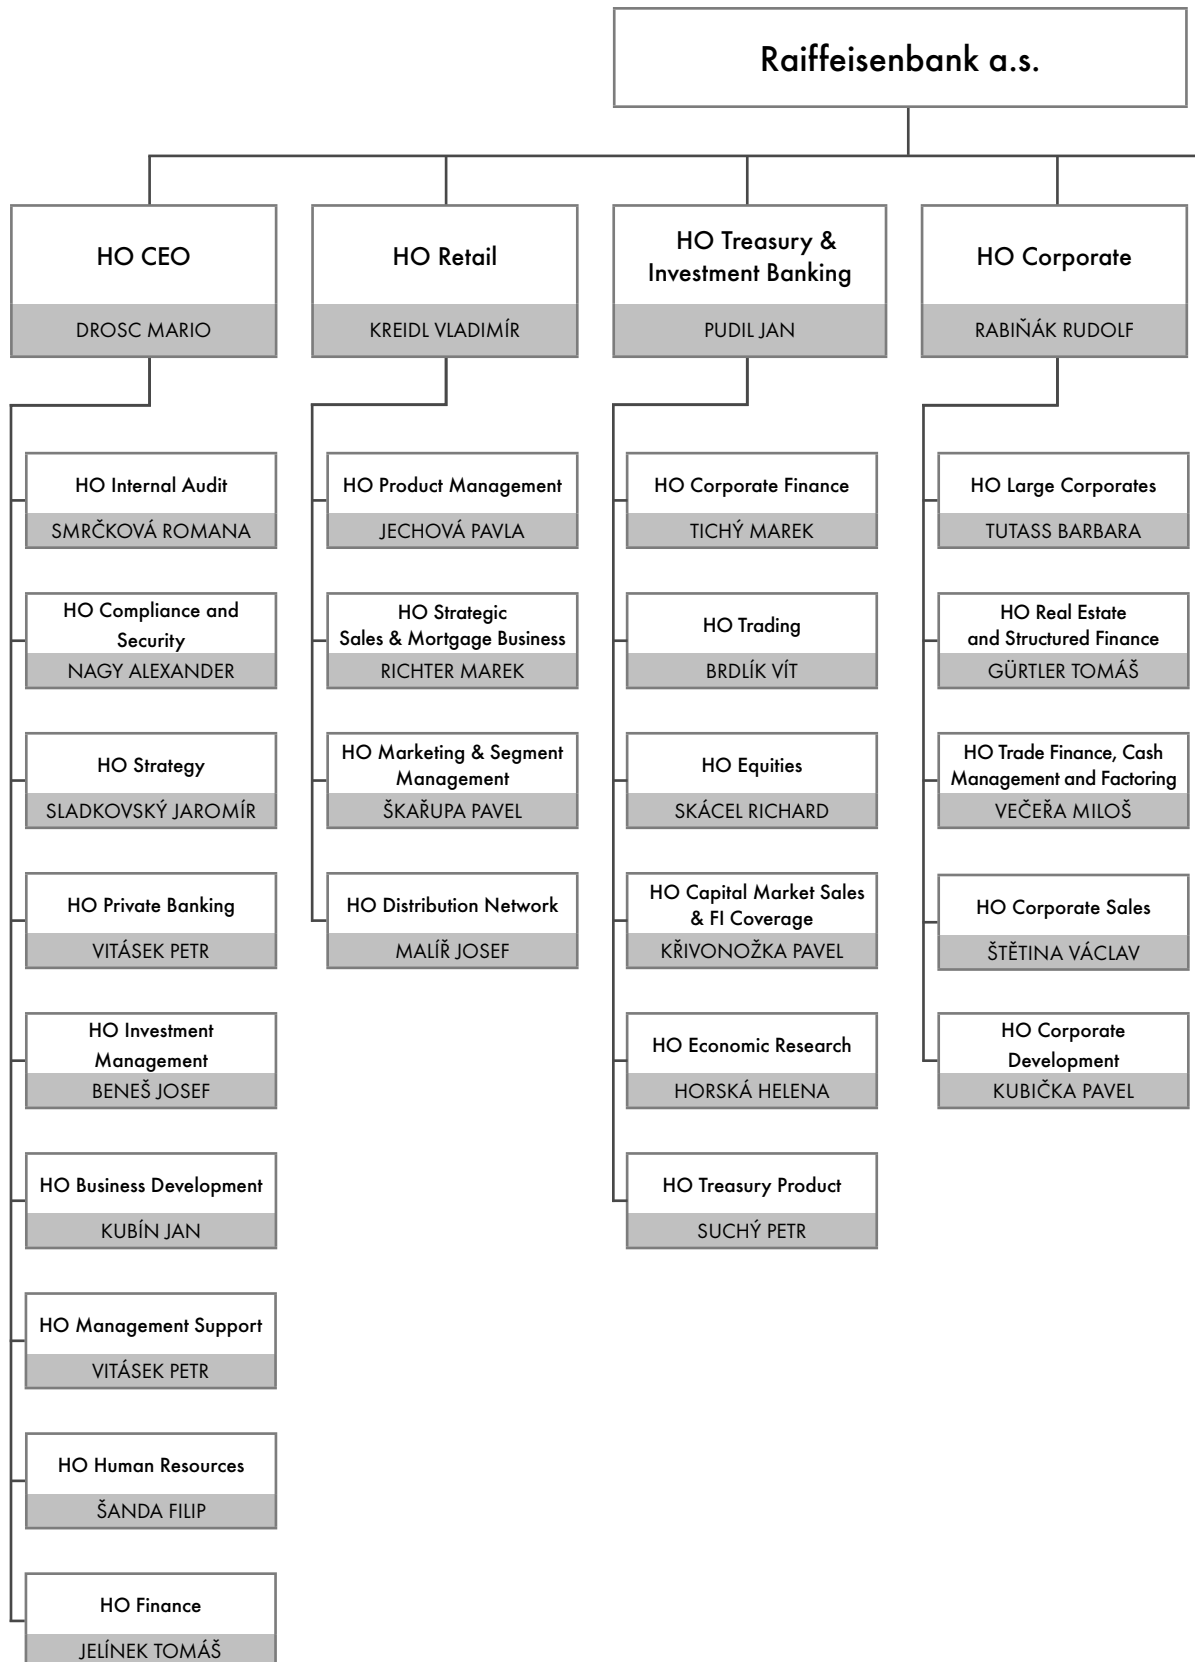 Raiffeisenbank a.s.
HO CEO
DROSC MARIO
HO Internal Audit
SMRČKOVÁ ROMANA
HO Compliance and
Security
NAGY ALEXANDER
HO Strategy
SLADKOVSKÝ JAROMÍR
HO Private Banking
VITÁSEK PETR
HO Investment
Management
BENEŠ JOSEF
HO Business Development
KUBÍN JAN
HO Management Support
VITÁSEK PETR
HO Human Resources
ŠANDA FILIP
HO Finance
JELÍNEK TOMÁŠ
HO Retail
KREIDL VLADIMÍR
HO Product Management
JECHOVÁ PAVLA
HO Strategic
Sales & Mortgage Business
RICHTER MAREK
HO Marketing & Segment
Management
ŠKAŘUPA PAVEL
HO Distribution Network
MALÍŘ JOSEF
HO Treasury &
Investment Banking
PUDIL JAN
HO Corporate Finance
TICHÝ MAREK
HO Trading
BRDLÍK VÍT
HO Equities
SKÁCEL RICHARD
HO Capital Market Sales
& FI Coverage
KŘIVONOŽKA PAVEL
HO Economic Research
HORSKÁ HELENA
HO Treasury Product
SUCHÝ PETR
HO Corporate
RABIŇÁK RUDOLF
HO Large Corporates
TUTASS BARBARA
HO Real Estate
and Structured Finance
GÜRTLER TOMÁŠ
HO Trade Finance, Cash
Management and Factoring
VEČEŘA MILOŠ
HO Corporate Sales
ŠTĚTINA VÁCLAV
HO Corporate
Development
KUBIČKA PAVEL